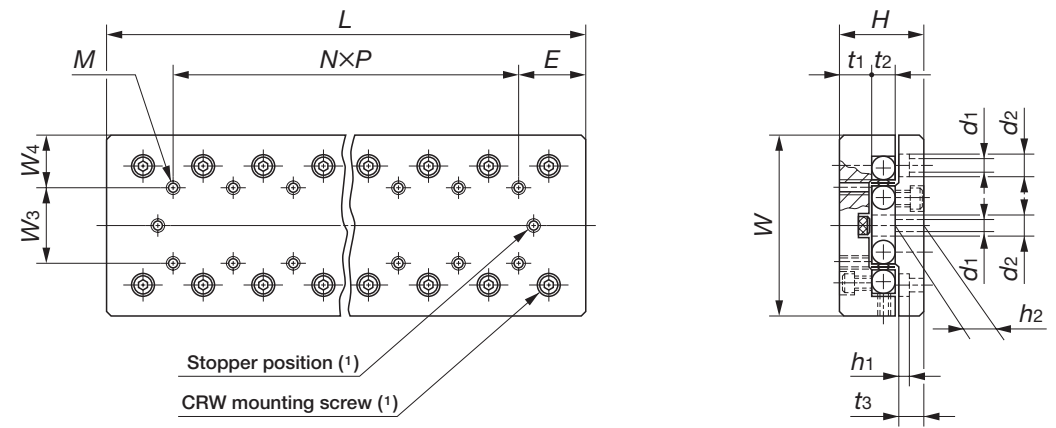 L
M
N×P
E
W4
W3
Stopper position (1)
CRW mounting screw (1)
H
t1
t2
d1
d2
W
d1
d2
h2
h1
t3